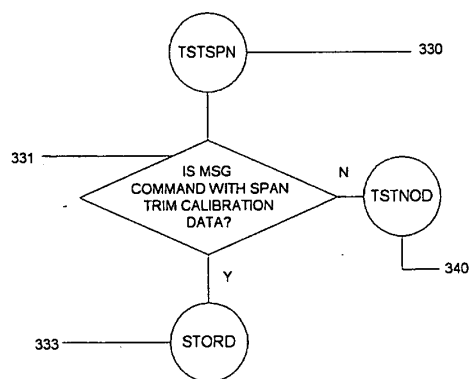 TSTSPN
330
331
IS MSG
COMMAND WITH SPAN
TRIM CALIBRATION
DATA?
N
TSTNOD
340
Y
333
STORD